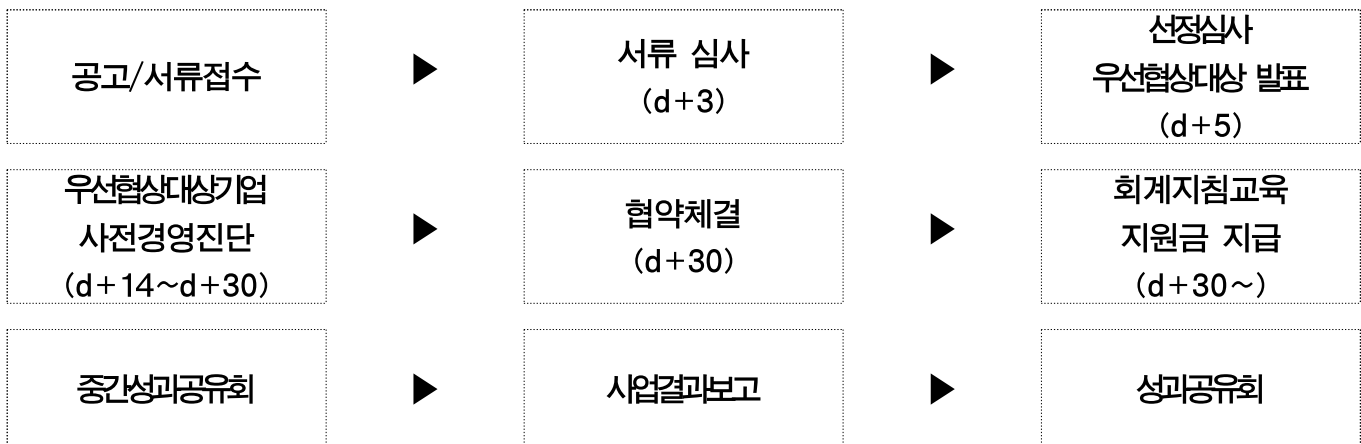 공고/서류접수
▶
서류 심사
(d+3)
▶
선정심사
우선협상대상 발표
(d+5)
우선협상대상기업
사전경영진단
(d+14~d+30)
▶
협약체결
(d+30)
▶
회계지침교육
지원금 지급
(d+30~)
중간성과공유회
▶
사업결과보고
▶
성과공유회